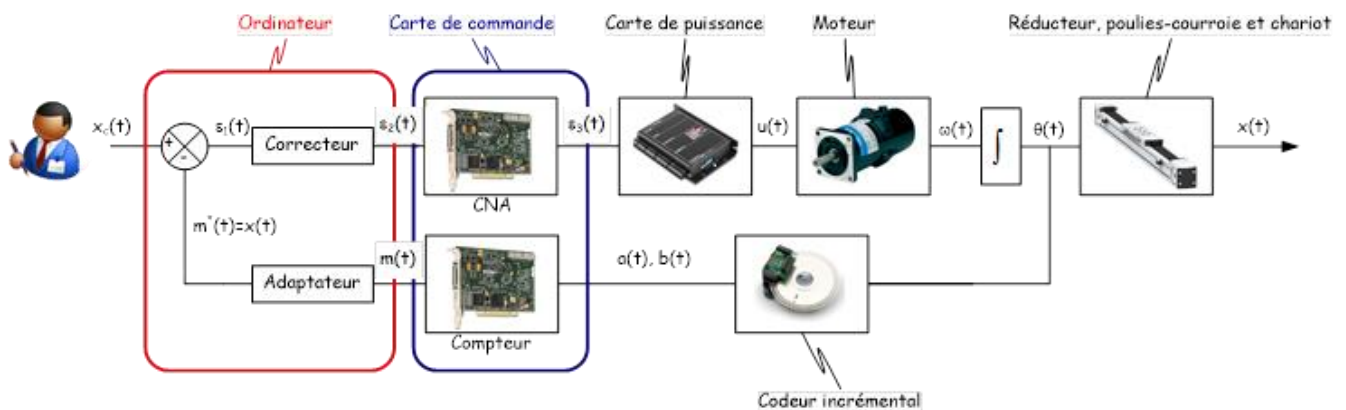 Ordinateur
Carte de commande
Carte de puissance
Moteur
Réducteur, poulies-courroie et chariot
xc(t)
+
-
s1(t)
Correcteur
s2(t)
CNA
s3(t)
u(t)
ω(t)
∫
θ(t)
x(t)
m*(t)=x(t)
Adaptateur
m(t)
Compteur
a(t), b(t)
Codeur incrémental